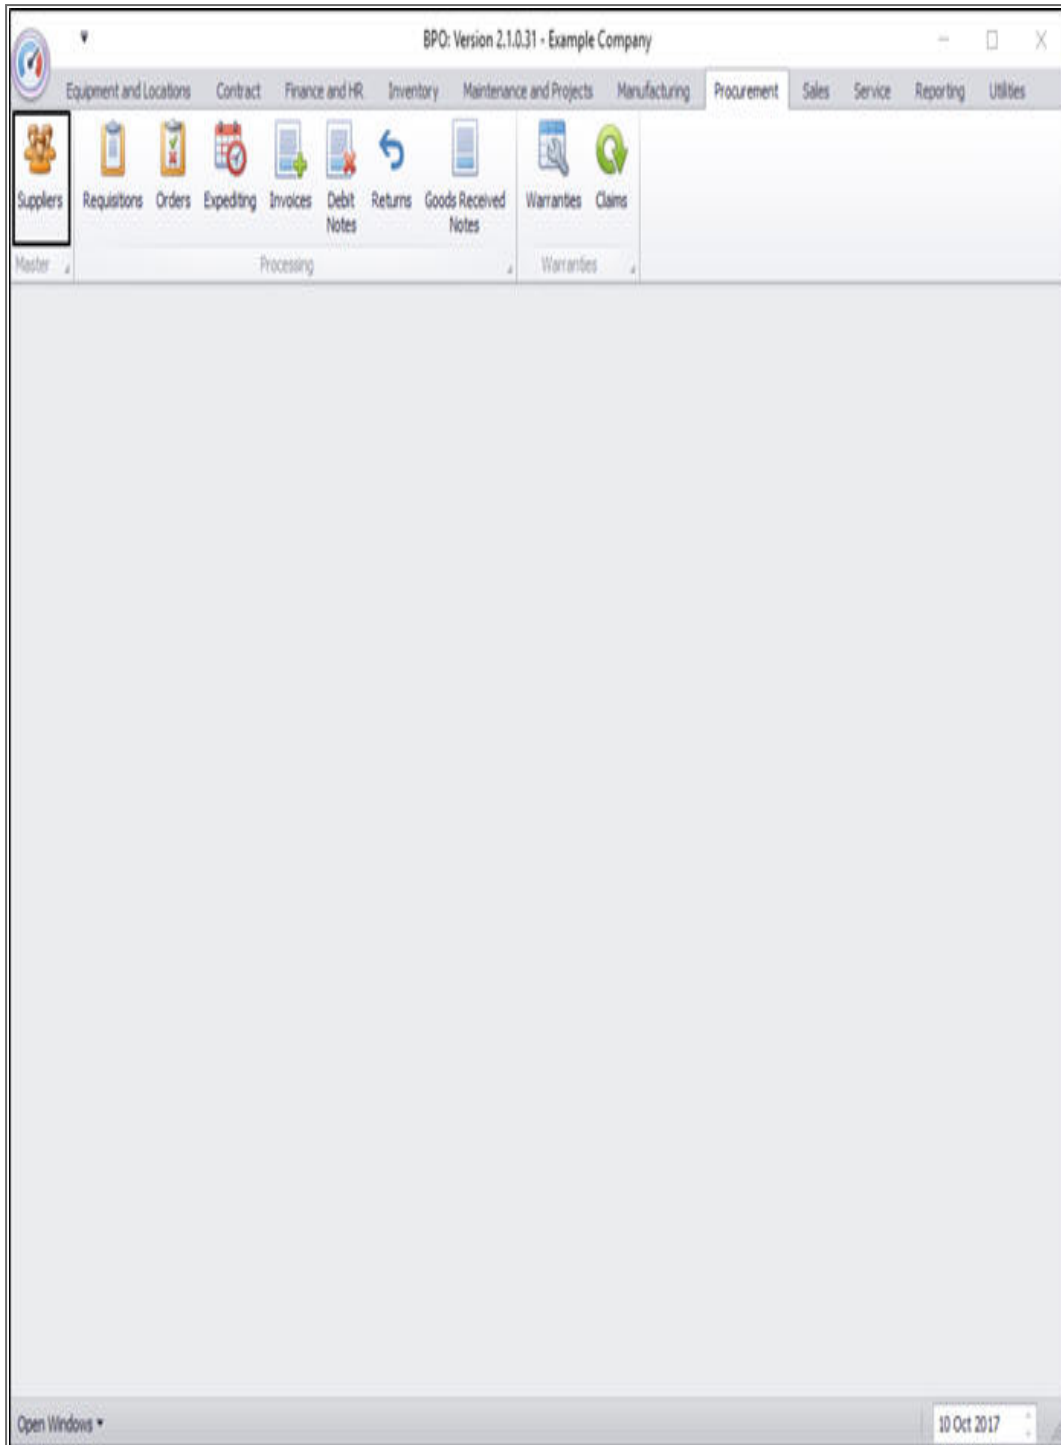 BPO: Version 2.1.0.31 - Example Company
Equipment and Locations Contract Finance and HR Inventory Maintenance and Projects Manufacturing Procurement Sales Service Reporting Utilities
Suppliers Requisitions Orders Expediting Invoices Debit Notes Returns Goods Received Notes Warranties Claims
Master Processing Warranties
Open Windows 10 Oct 2017